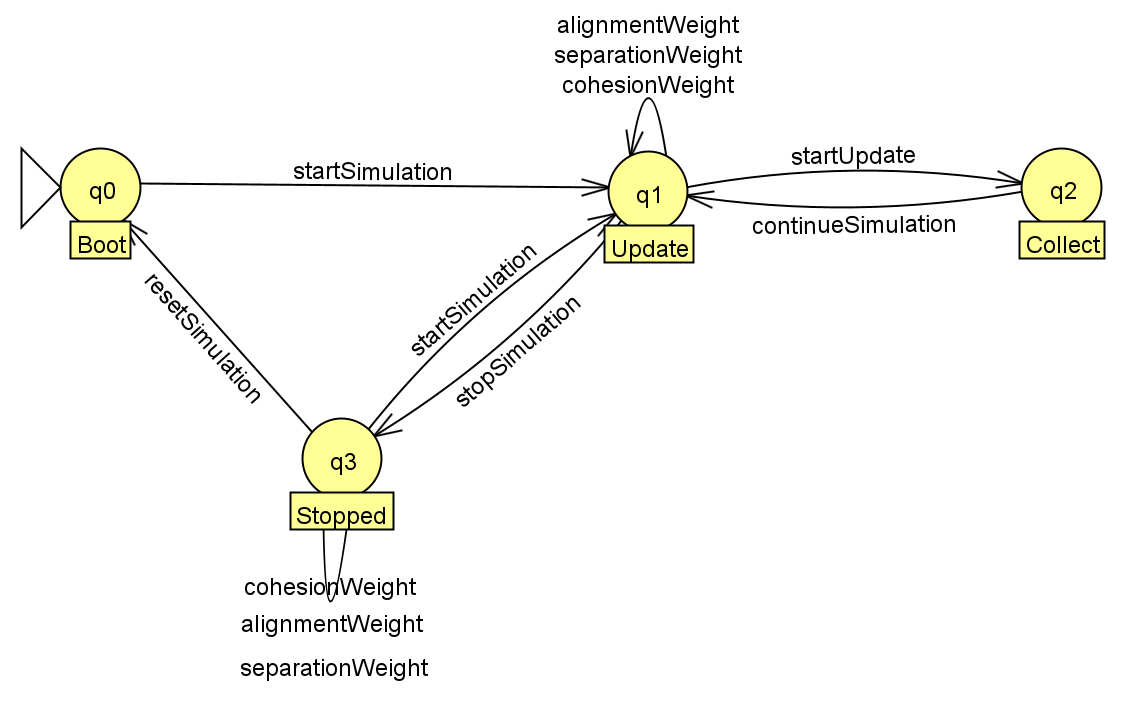 alignmentWeight
separationWeight
cohesionWeight
startSimulation
startUpdate
q0
q1
q2
continueSimulation
Boot
Update
Collect
resetSimulation
startSimulation
stopSimulation
q3
Stopped
cohesionWeight
alignmentWeight
separationWeight